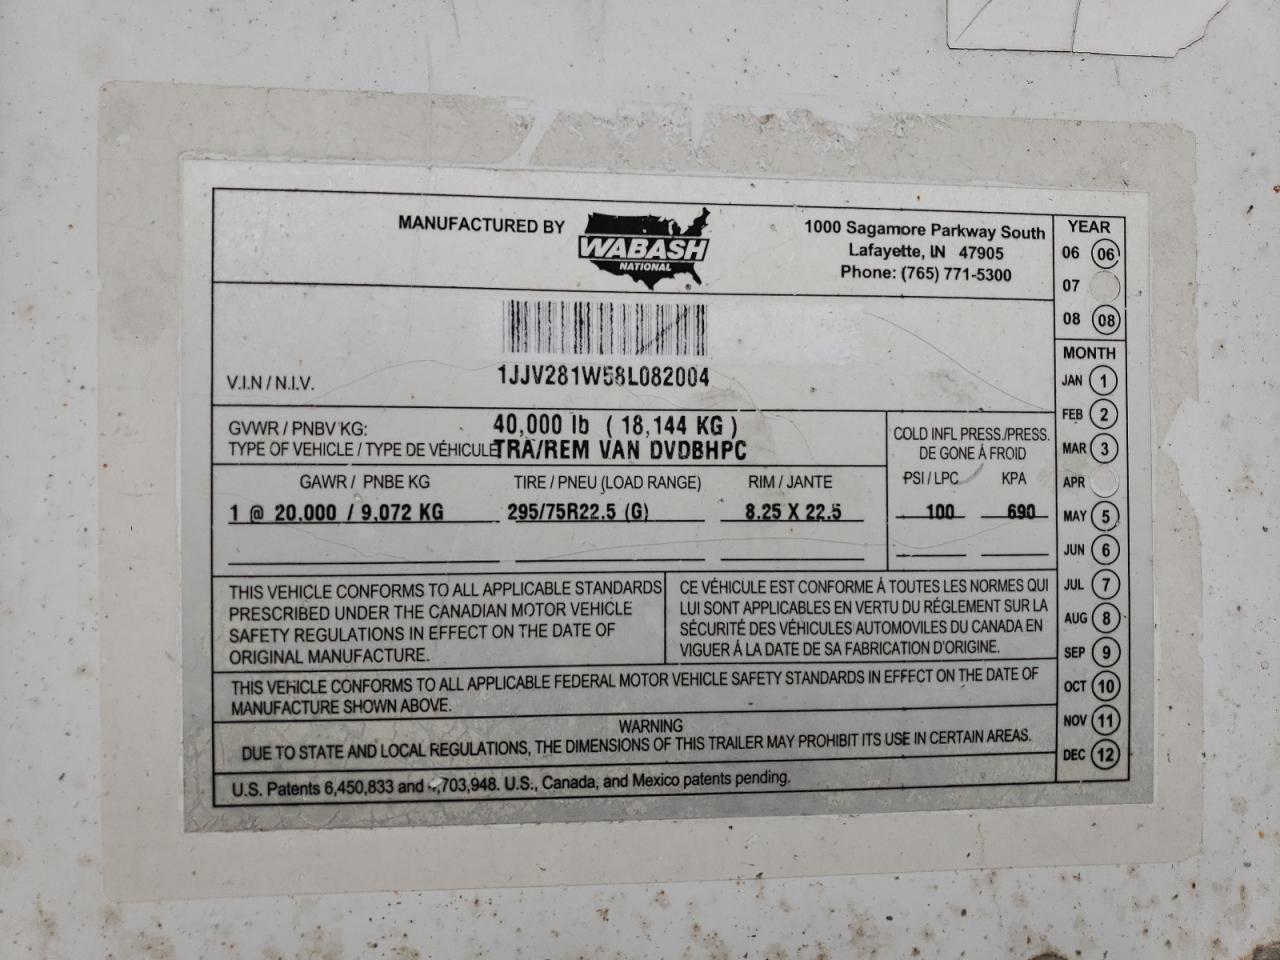 MANUFACTURED BY
WABASH
NATIONAL
®
1000 Sagamore Parkway South
Lafayette, IN 47905
Phone: (765) 771-5300
YEAR
06 06
07
08 08
V.I.N / N.I.V.
1JJV281W58L082004
GVWR / PNBV KG: 40,000 lb ( 18,144 KG )
TYPE OF VEHICLE / TYPE DE VÉHICULE TRA/REM VAN DVDBHPC
COLD INFL PRESS./PRESS.
DE GONE À FROID
PSI / LPC KPA
GAWR / PNBE KG TIRE / PNEU (LOAD RANGE) RIM / JANTE
1 @ 20,000 / 9,072 KG 295/75R22.5 (G) 8.25 X 22.5 100 690
MONTH
JAN 1
FEB 2
MAR 3
APR
MAY 5
JUN 6
JUL 7
AUG 8
SEP 9
OCT 10
NOV 11
DEC 12
THIS VEHICLE CONFORMS TO ALL APPLICABLE STANDARDS
PRESCRIBED UNDER THE CANADIAN MOTOR VEHICLE
SAFETY REGULATIONS IN EFFECT ON THE DATE OF
ORIGINAL MANUFACTURE.
CE VÉHICULE EST CONFORME Á TOUTES LES NORMES QUI
LUI SONT APPLICABLES EN VERTU DU RÉGLEMENT SUR LA
SÉCURITÉ DES VÉHICULES AUTOMOVILES DU CANADA EN
VIGUER Á LA DATE DE SA FABRICATION D'ORIGINE.
THIS VEHICLE CONFORMS TO ALL APPLICABLE FEDERAL MOTOR VEHICLE SAFETY STANDARDS IN EFFECT ON THE DATE OF
MANUFACTURE SHOWN ABOVE.
WARNING
DUE TO STATE AND LOCAL REGULATIONS, THE DIMENSIONS OF THIS TRAILER MAY PROHIBIT ITS USE IN CERTAIN AREAS.
U.S. Patents 6,450,833 and ,703,948. U.S., Canada, and Mexico patents pending.